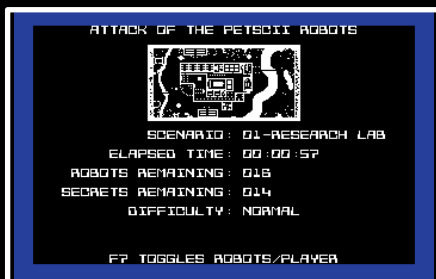 ATTACK OF THE PETSCII ROBOTS
SCENARIO: 01-RESEARCH LAB
ELAPSED TIME: 00:00:57
ROBOTS REMAINING: 016
SECRETS REMAINING: 014
DIFFICULTY: NORMAL
F7 TOGGLES ROBOTS/PLAYER